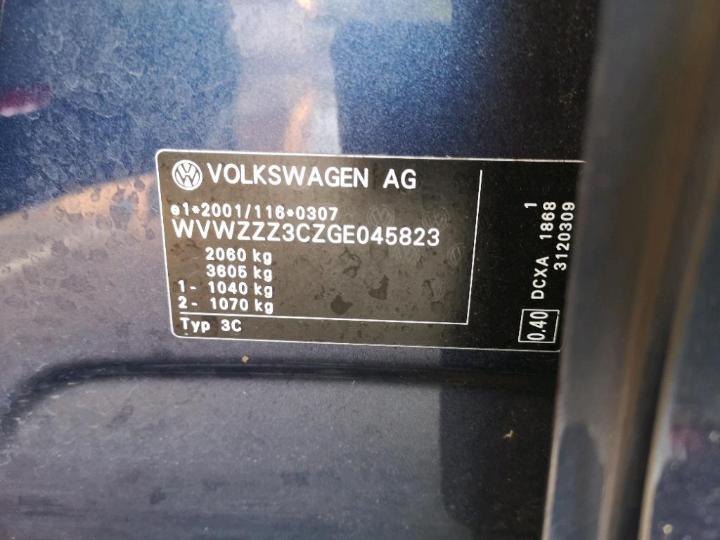 VOLKSWAGEN AG
e1*2001/116*0307
WVWZZZ3CZGE045823
2060 kg
3605 kg
1- 1040 kg
2- 1070 kg
Typ 3C
0.40 DCXA 1868 1
3120309